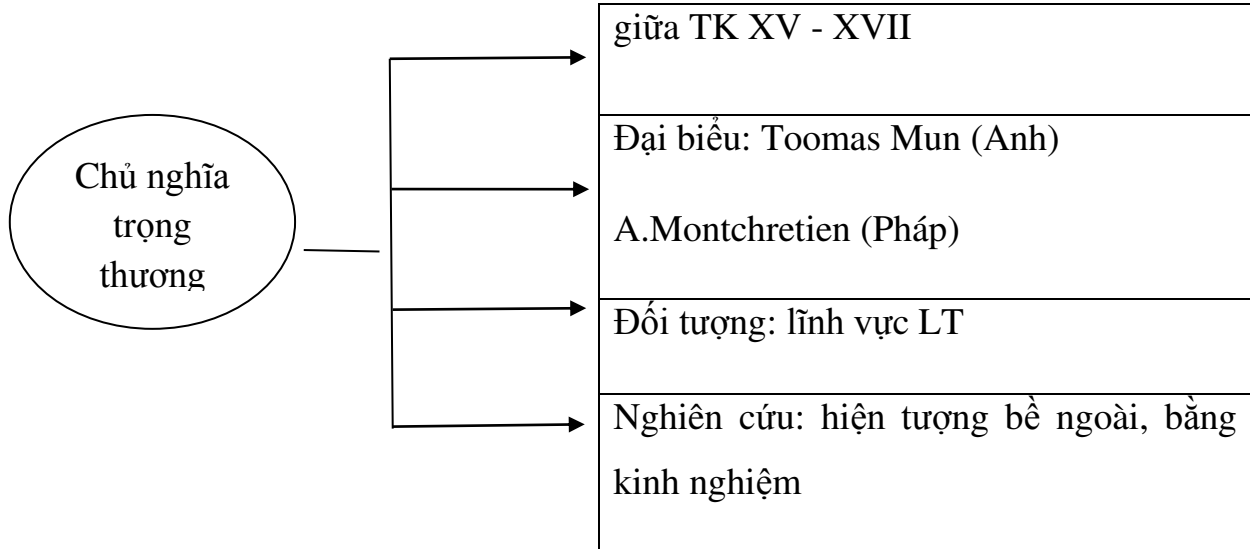 Chủ nghĩa
trọng
thương
giữa TK XV - XVII
Đại biểu: Toomas Mun (Anh)
A.Montchretien (Pháp)
Đối tượng: lĩnh vực LT
Nghiên cứu: hiện tượng bề ngoài, bằng
kinh nghiệm